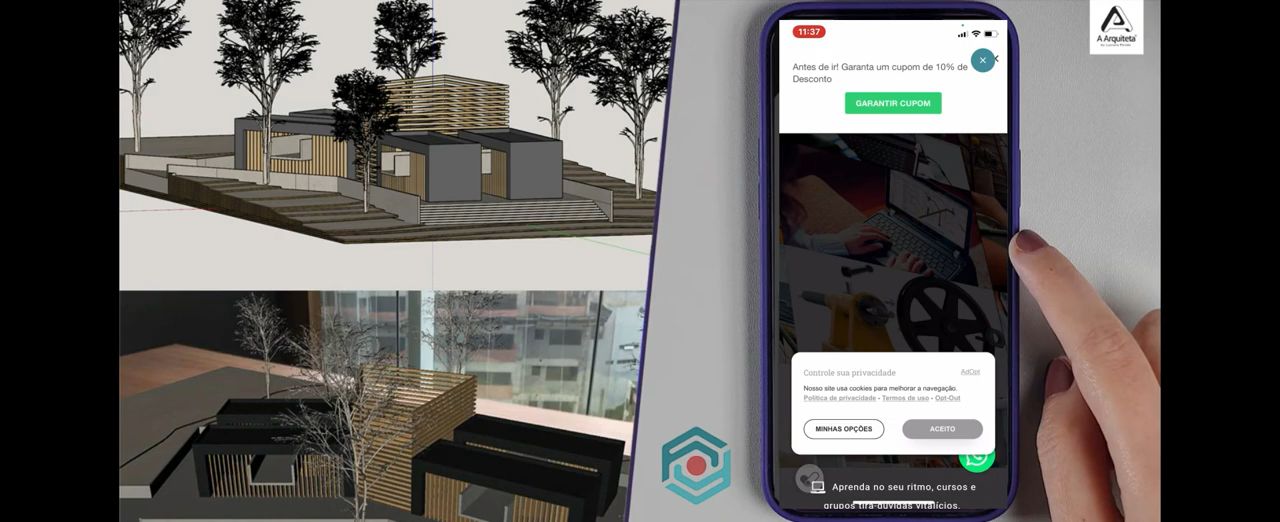 11:37
A Arquiteta
Antes de ir! Garanta um cupom de 10% de
Desconto
GARANTIR CUPOM
Controle sua privacidade
AdOpt
Nosso site usa cookies para melhorar a navegação.
Política de privacidade - Termos de uso - Opt-Out
MINHAS OPÇÕES
ACEITO
Aprenda no seu ritmo, cursos e
grupos tira-dúvidas vitalícios.